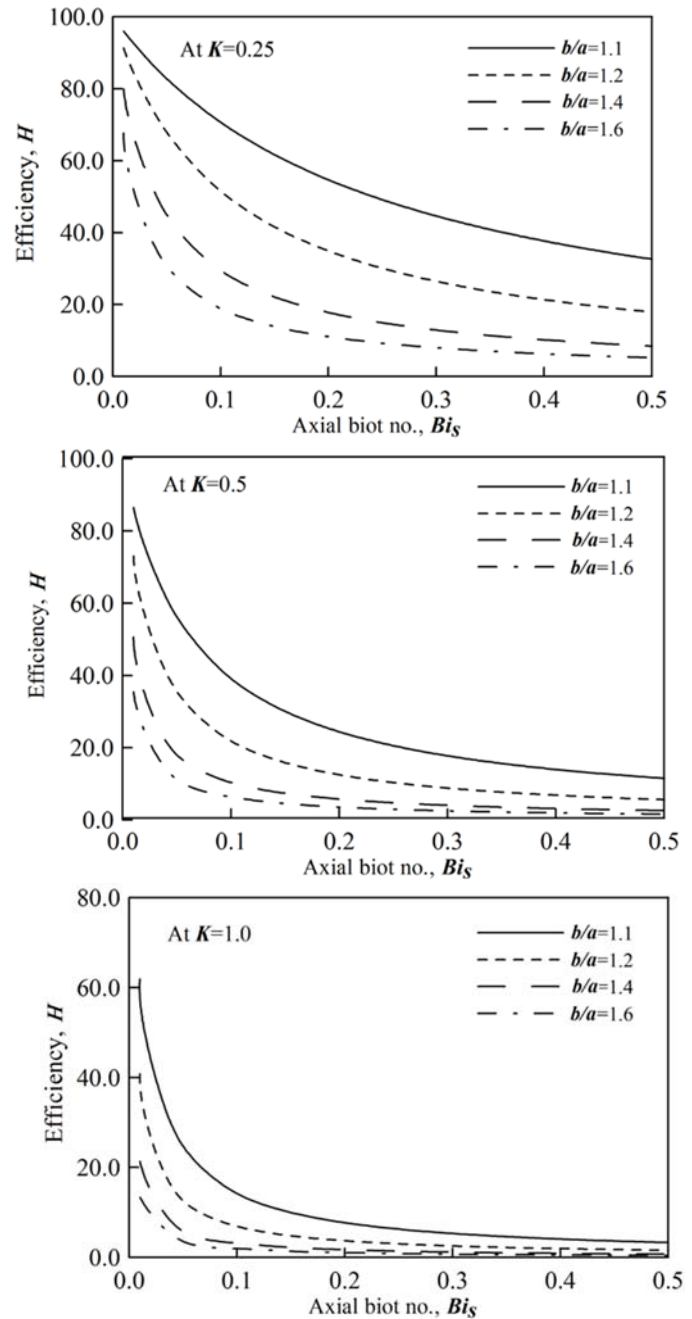 100.0
At K=0.25
b/a=1.1
b/a=1.2
80.0
b/a=1.4
b/a=1.6
60.0
Efficiency, H
40.0
20.0
0.0
0.0 0.1 0.2 0.3 0.4 0.5
Axial biot no., Bis
100.0
At K=0.5
b/a=1.1
b/a=1.2
80.0
b/a=1.4
b/a=1.6
60.0
Efficiency, H
40.0
20.0
0.0
0.0 0.1 0.2 0.3 0.4 0.5
Axial biot no., Bis
80.0
At K=1.0
b/a=1.1
b/a=1.2
b/a=1.4
60.0
b/a=1.6
Efficiency, H
40.0
20.0
0.0
0.0 0.1 0.2 0.3 0.4 0.5
Axial biot no., Bis